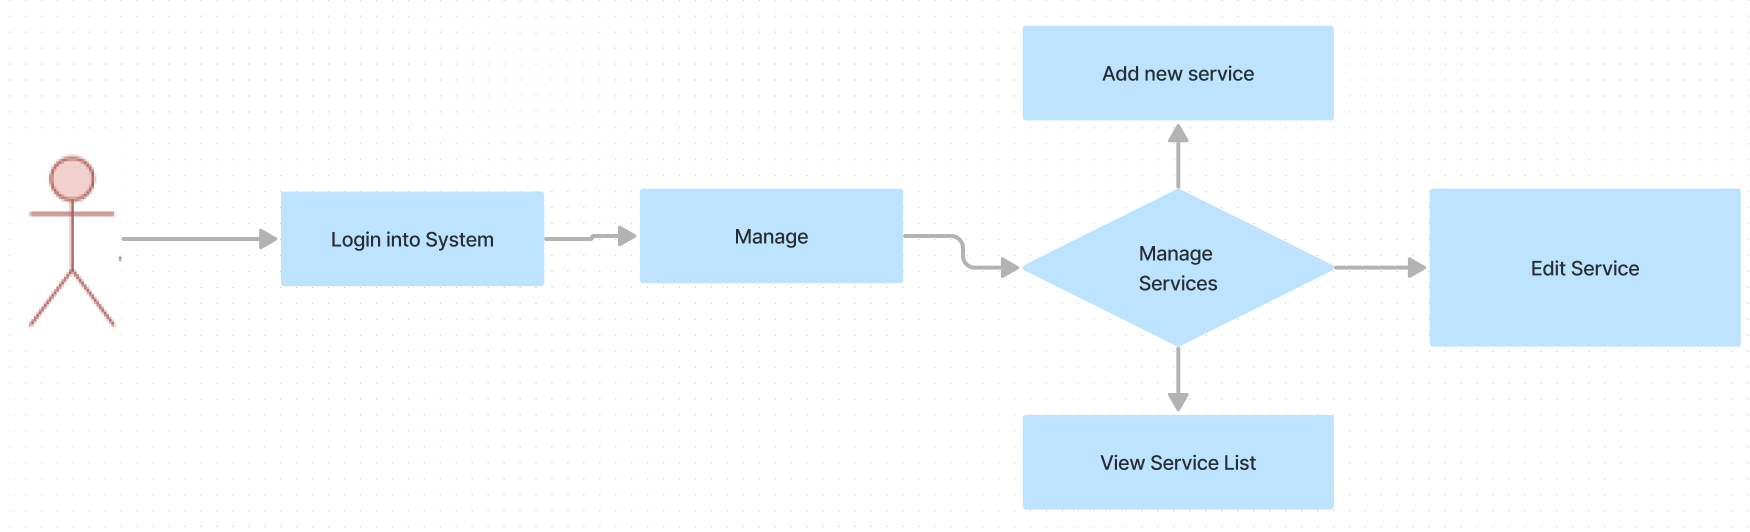 Add new service
Login into System
Manage
Manage
Services
Edit Service
View Service List